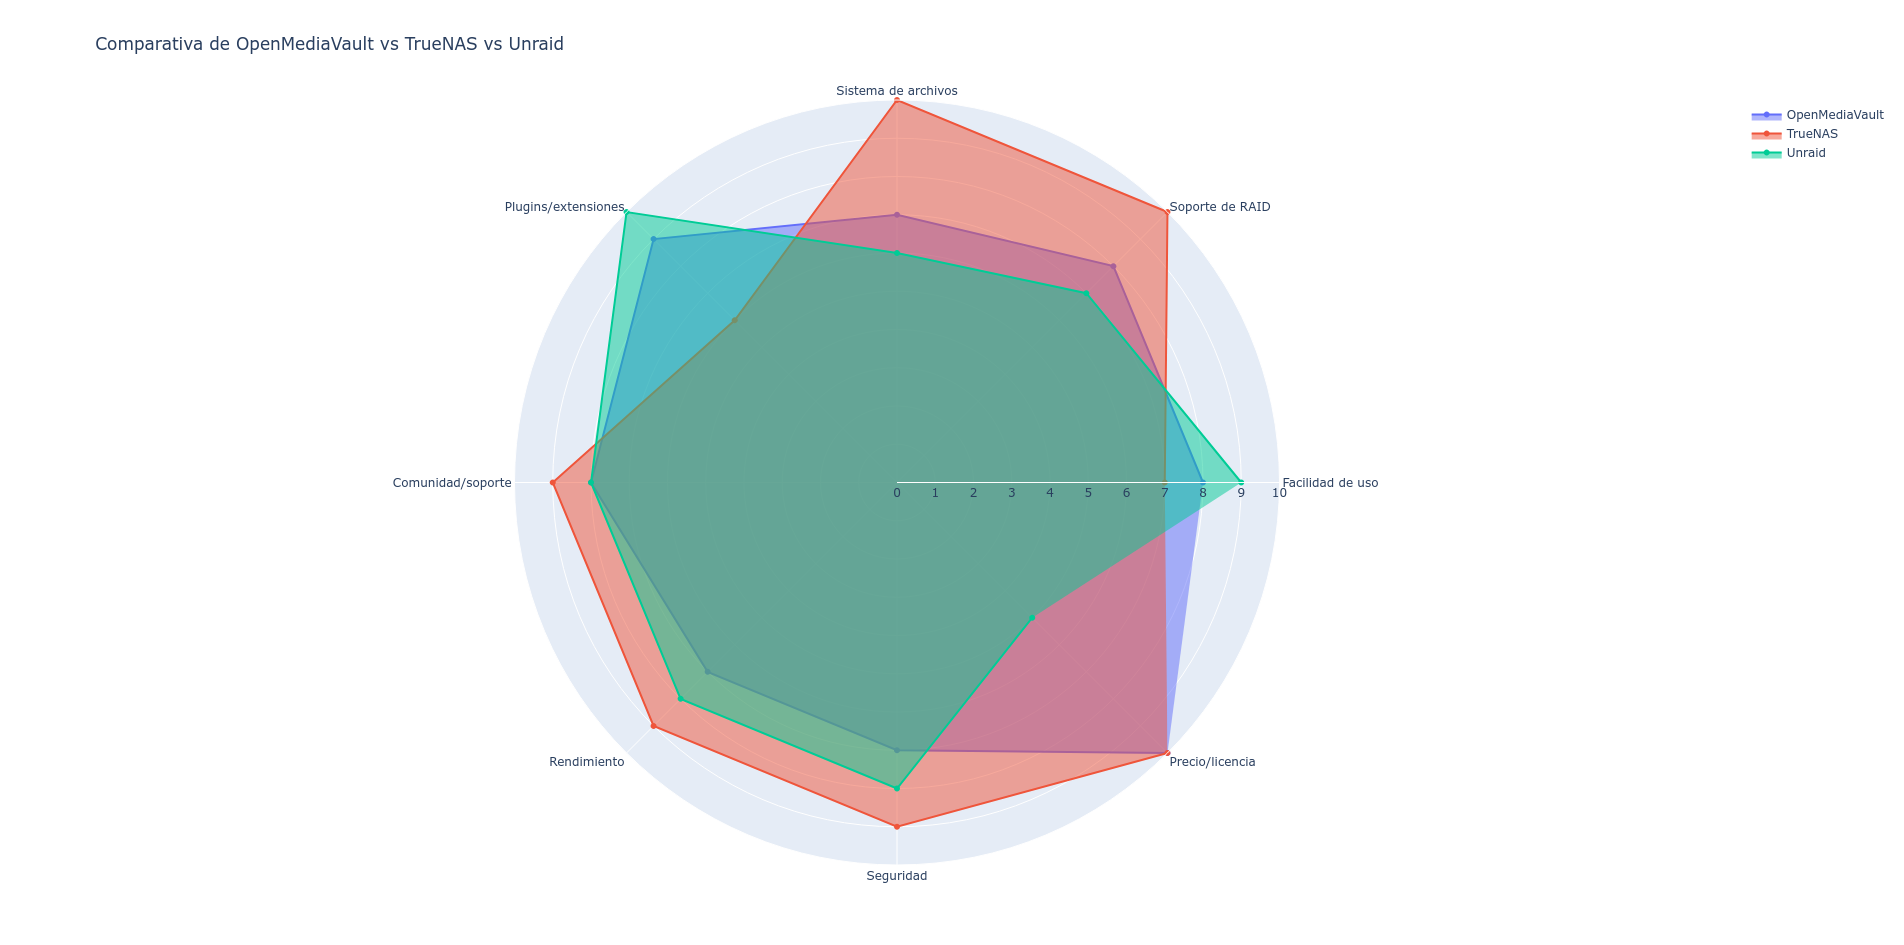 Comparativa de OpenMediaVault vs TrueNAS vs Unraid
Sistema de archivos
OpenMediaVault
TrueNAS
Unraid
Plugins/extensiones
Soporte de RAID
Comunidad/soporte
Facilidad de uso
0 1 2 3 4 5 6 7 8 9 10
Rendimiento
Precio/licencia
Seguridad